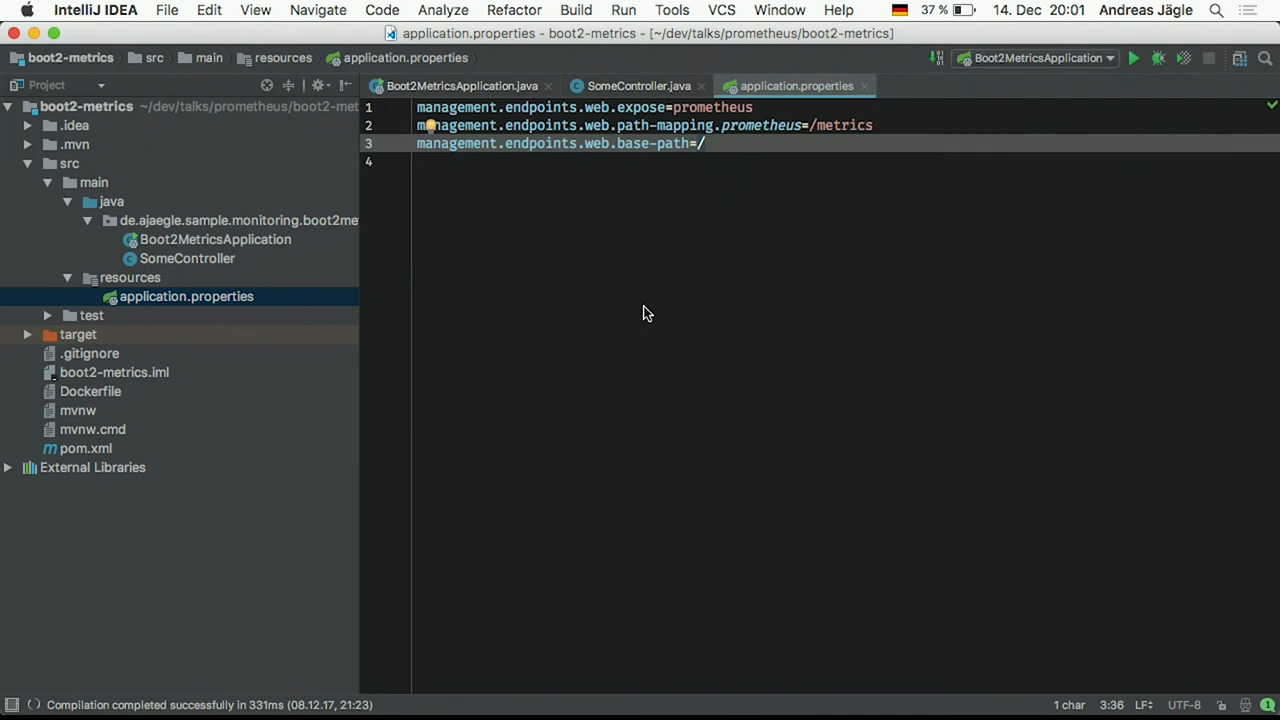 IntelliJ IDEA File Edit View Navigate Code Analyze Refactor Build Run Tools VCS Window Help 37 % 14. Dec 20:01 Andreas Jägle
application.properties - boot2-metrics - [~/dev/talks/prometheus/boot2-metrics]
boot2-metrics src main resources application.properties Boot2MetricsApplication
Project Boot2MetricsApplication.java SomeController.java application.properties
boot2-metrics ~/dev/talks/prometheus/boot2-met
.idea
.mvn
src
main
java
de.ajaegle.sample.monitoring.boot2me
Boot2MetricsApplication
SomeController
resources
application.properties
test
target
.gitignore
boot2-metrics.iml
Dockerfile
mvnw
mvnw.cmd
pom.xml
External Libraries
1 management.endpoints.web.expose=prometheus
2 management.endpoints.web.path-mapping.prometheus=/metrics
3 management.endpoints.web.base-path=/
4
Compilation completed successfully in 331ms (08.12.17, 21:23) 1 char 3:36 LF UTF-8 1